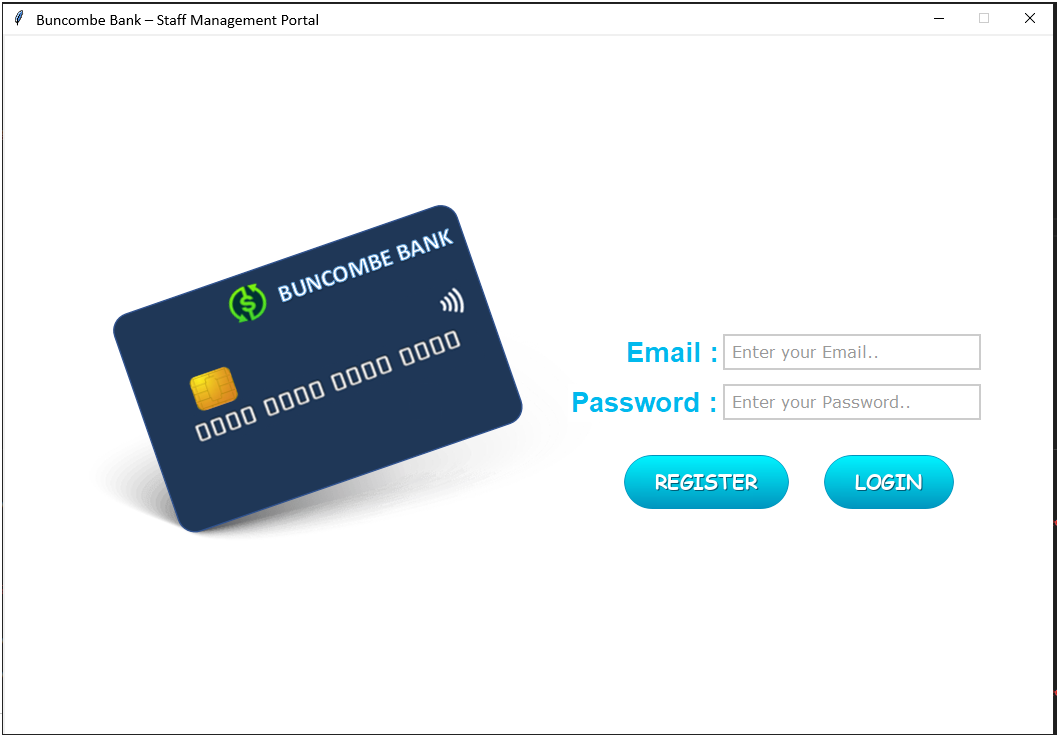 Buncombe Bank – Staff Management Portal
BUNCOMBE BANK
0000 0000 0000 0000
Email :
Enter your Email..
Password :
Enter your Password..
REGISTER
LOGIN